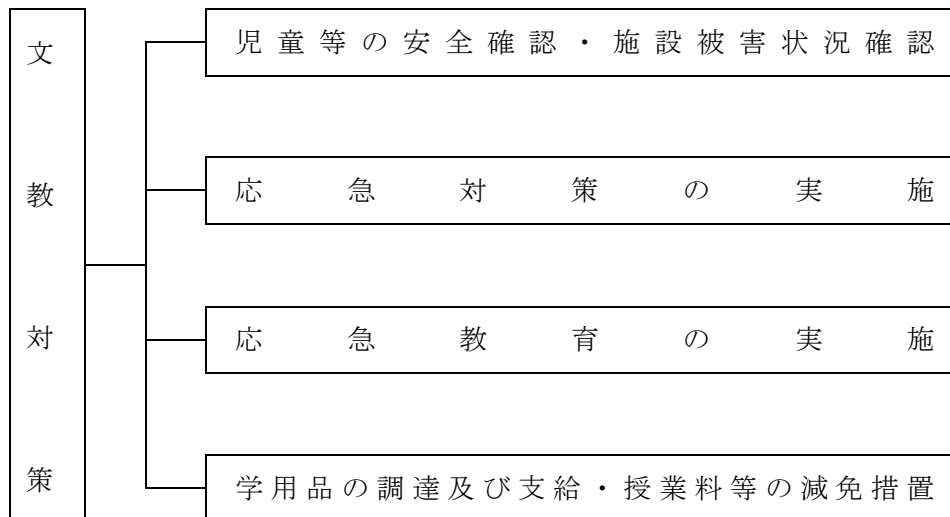 文教対策
児童等の安全確認・施設被害状況確認
応急対策の実施
応急教育の実施
学用品の調達及び支給・授業料等の減免措置